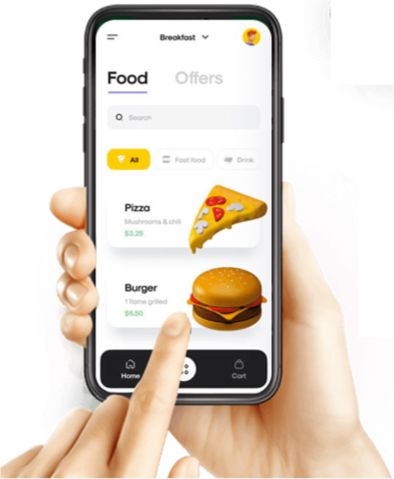 Breakfast
Food Offers
Search
All Fast food Drink
Pizza
Mushrooms & chili
$3,25
Burger
1 flame grilled
$5,50
Home Cart